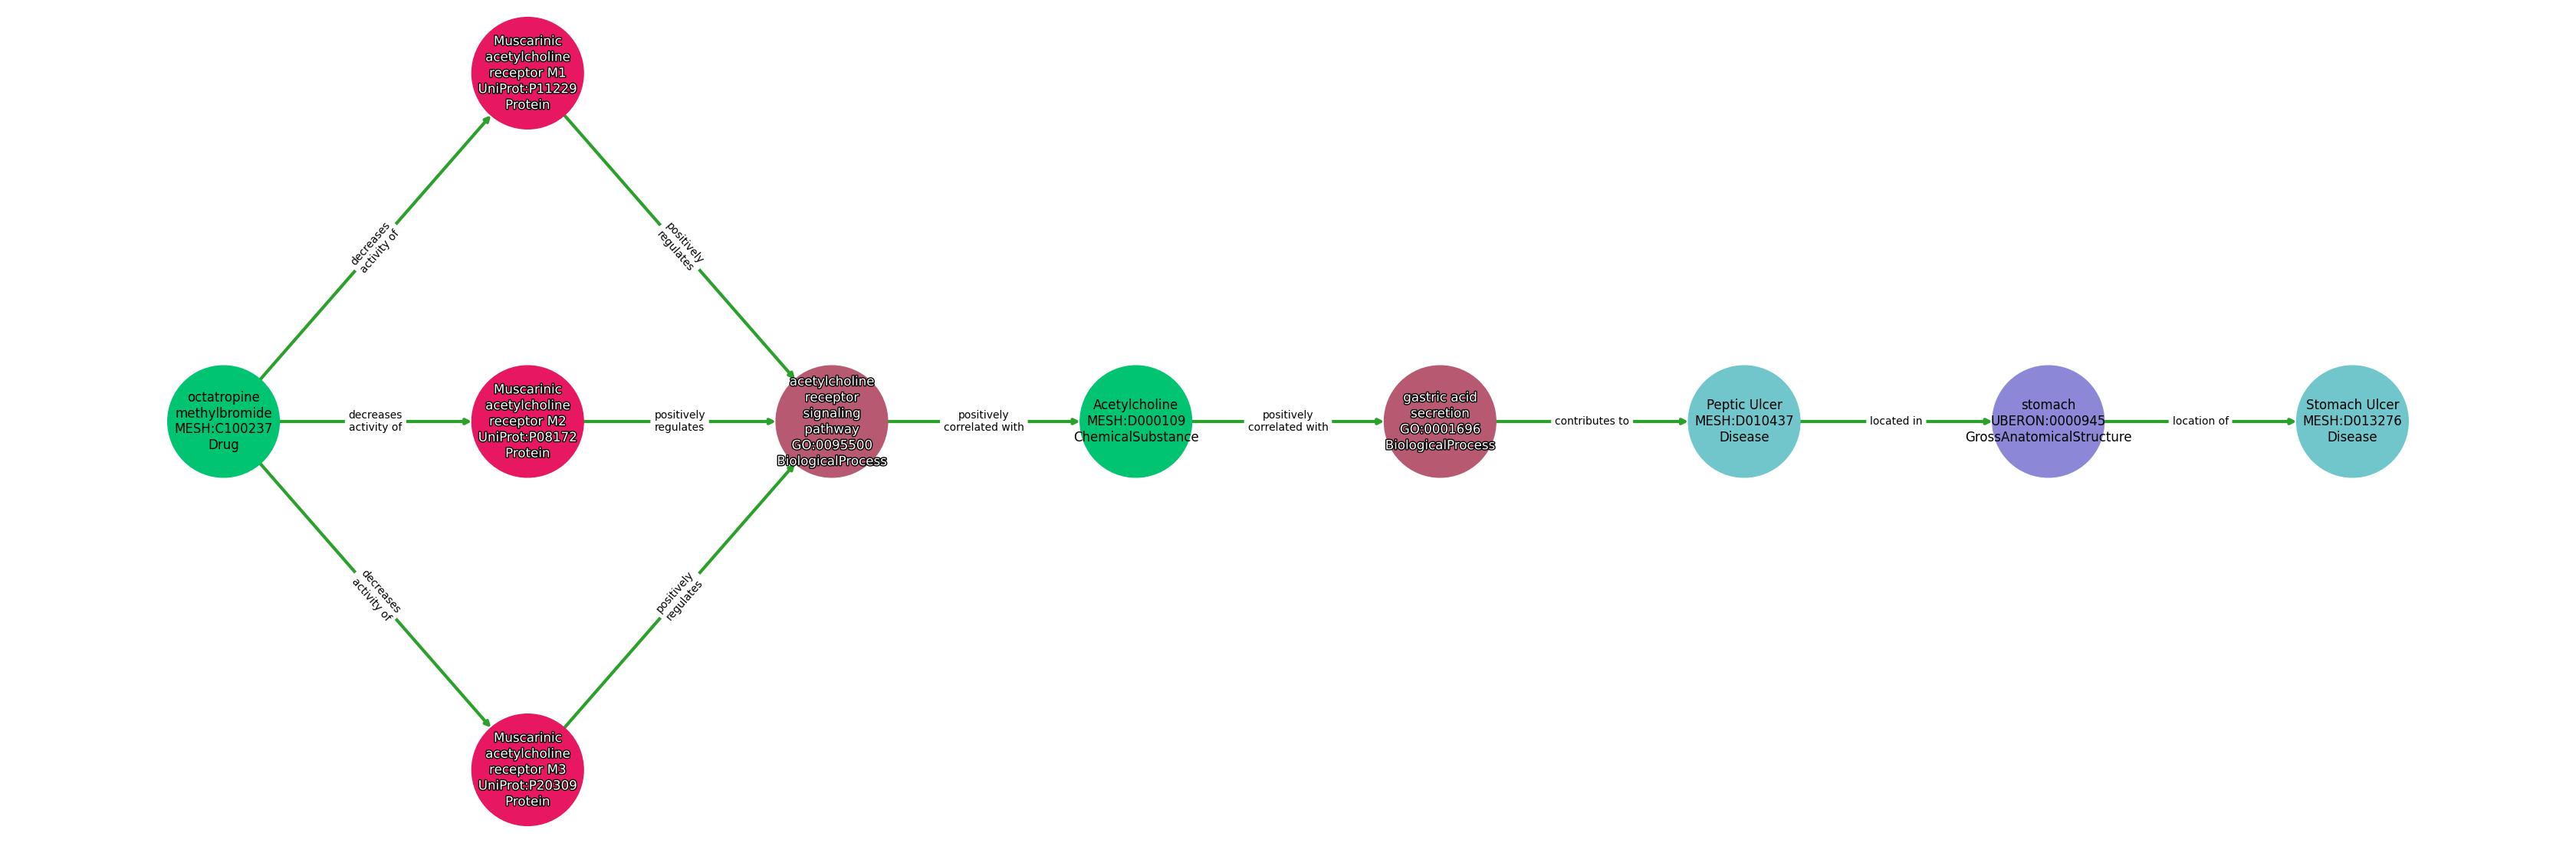 Muscarinic
acetylcholine
receptor M1
UniProt:P11229
Protein
decreases
activity of
positively
regulates
octatropine
methylbromide
MESH:C100237
Drug
decreases
activity of
Muscarinic
acetylcholine
receptor M2
UniProt:P08172
Protein
positively
regulates
acetylcholine
receptor
signaling
pathway
GO:0095500
BiologicalProcess
positively
correlated with
Acetylcholine
MESH:D000109
ChemicalSubstance
positively
correlated with
gastric acid
secretion
GO:0001696
BiologicalProcess
contributes to
Peptic Ulcer
MESH:D010437
Disease
located in
stomach
UBERON:0000945
GrossAnatomicalStructure
location of
Stomach Ulcer
MESH:D013276
Disease
decreases
activity of
positively
regulates
Muscarinic
acetylcholine
receptor M3
UniProt:P20309
Protein